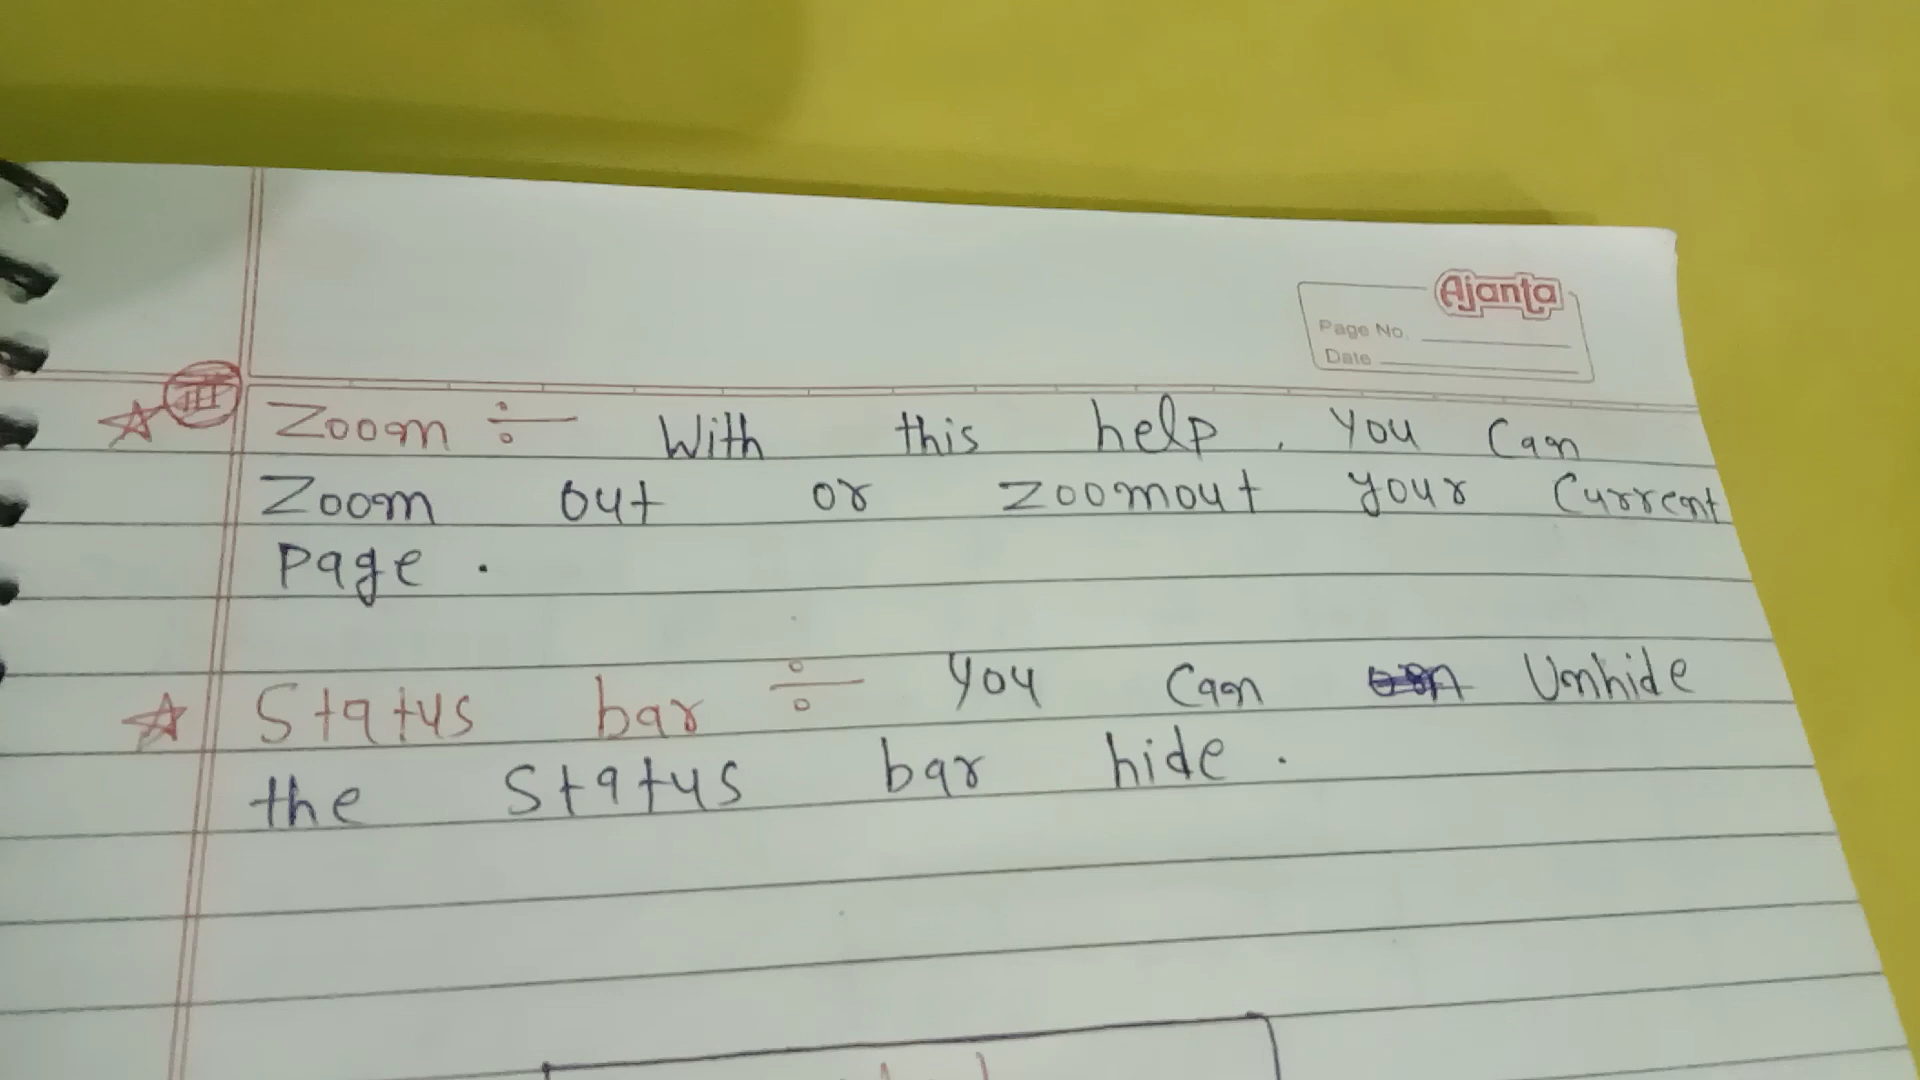 Ajanta
Page No.
Date
III
Zoom ÷ With this help, you can
Zoom out or zoomout your current
page.
Status bar ÷ you can Unhide
the status bar hide.